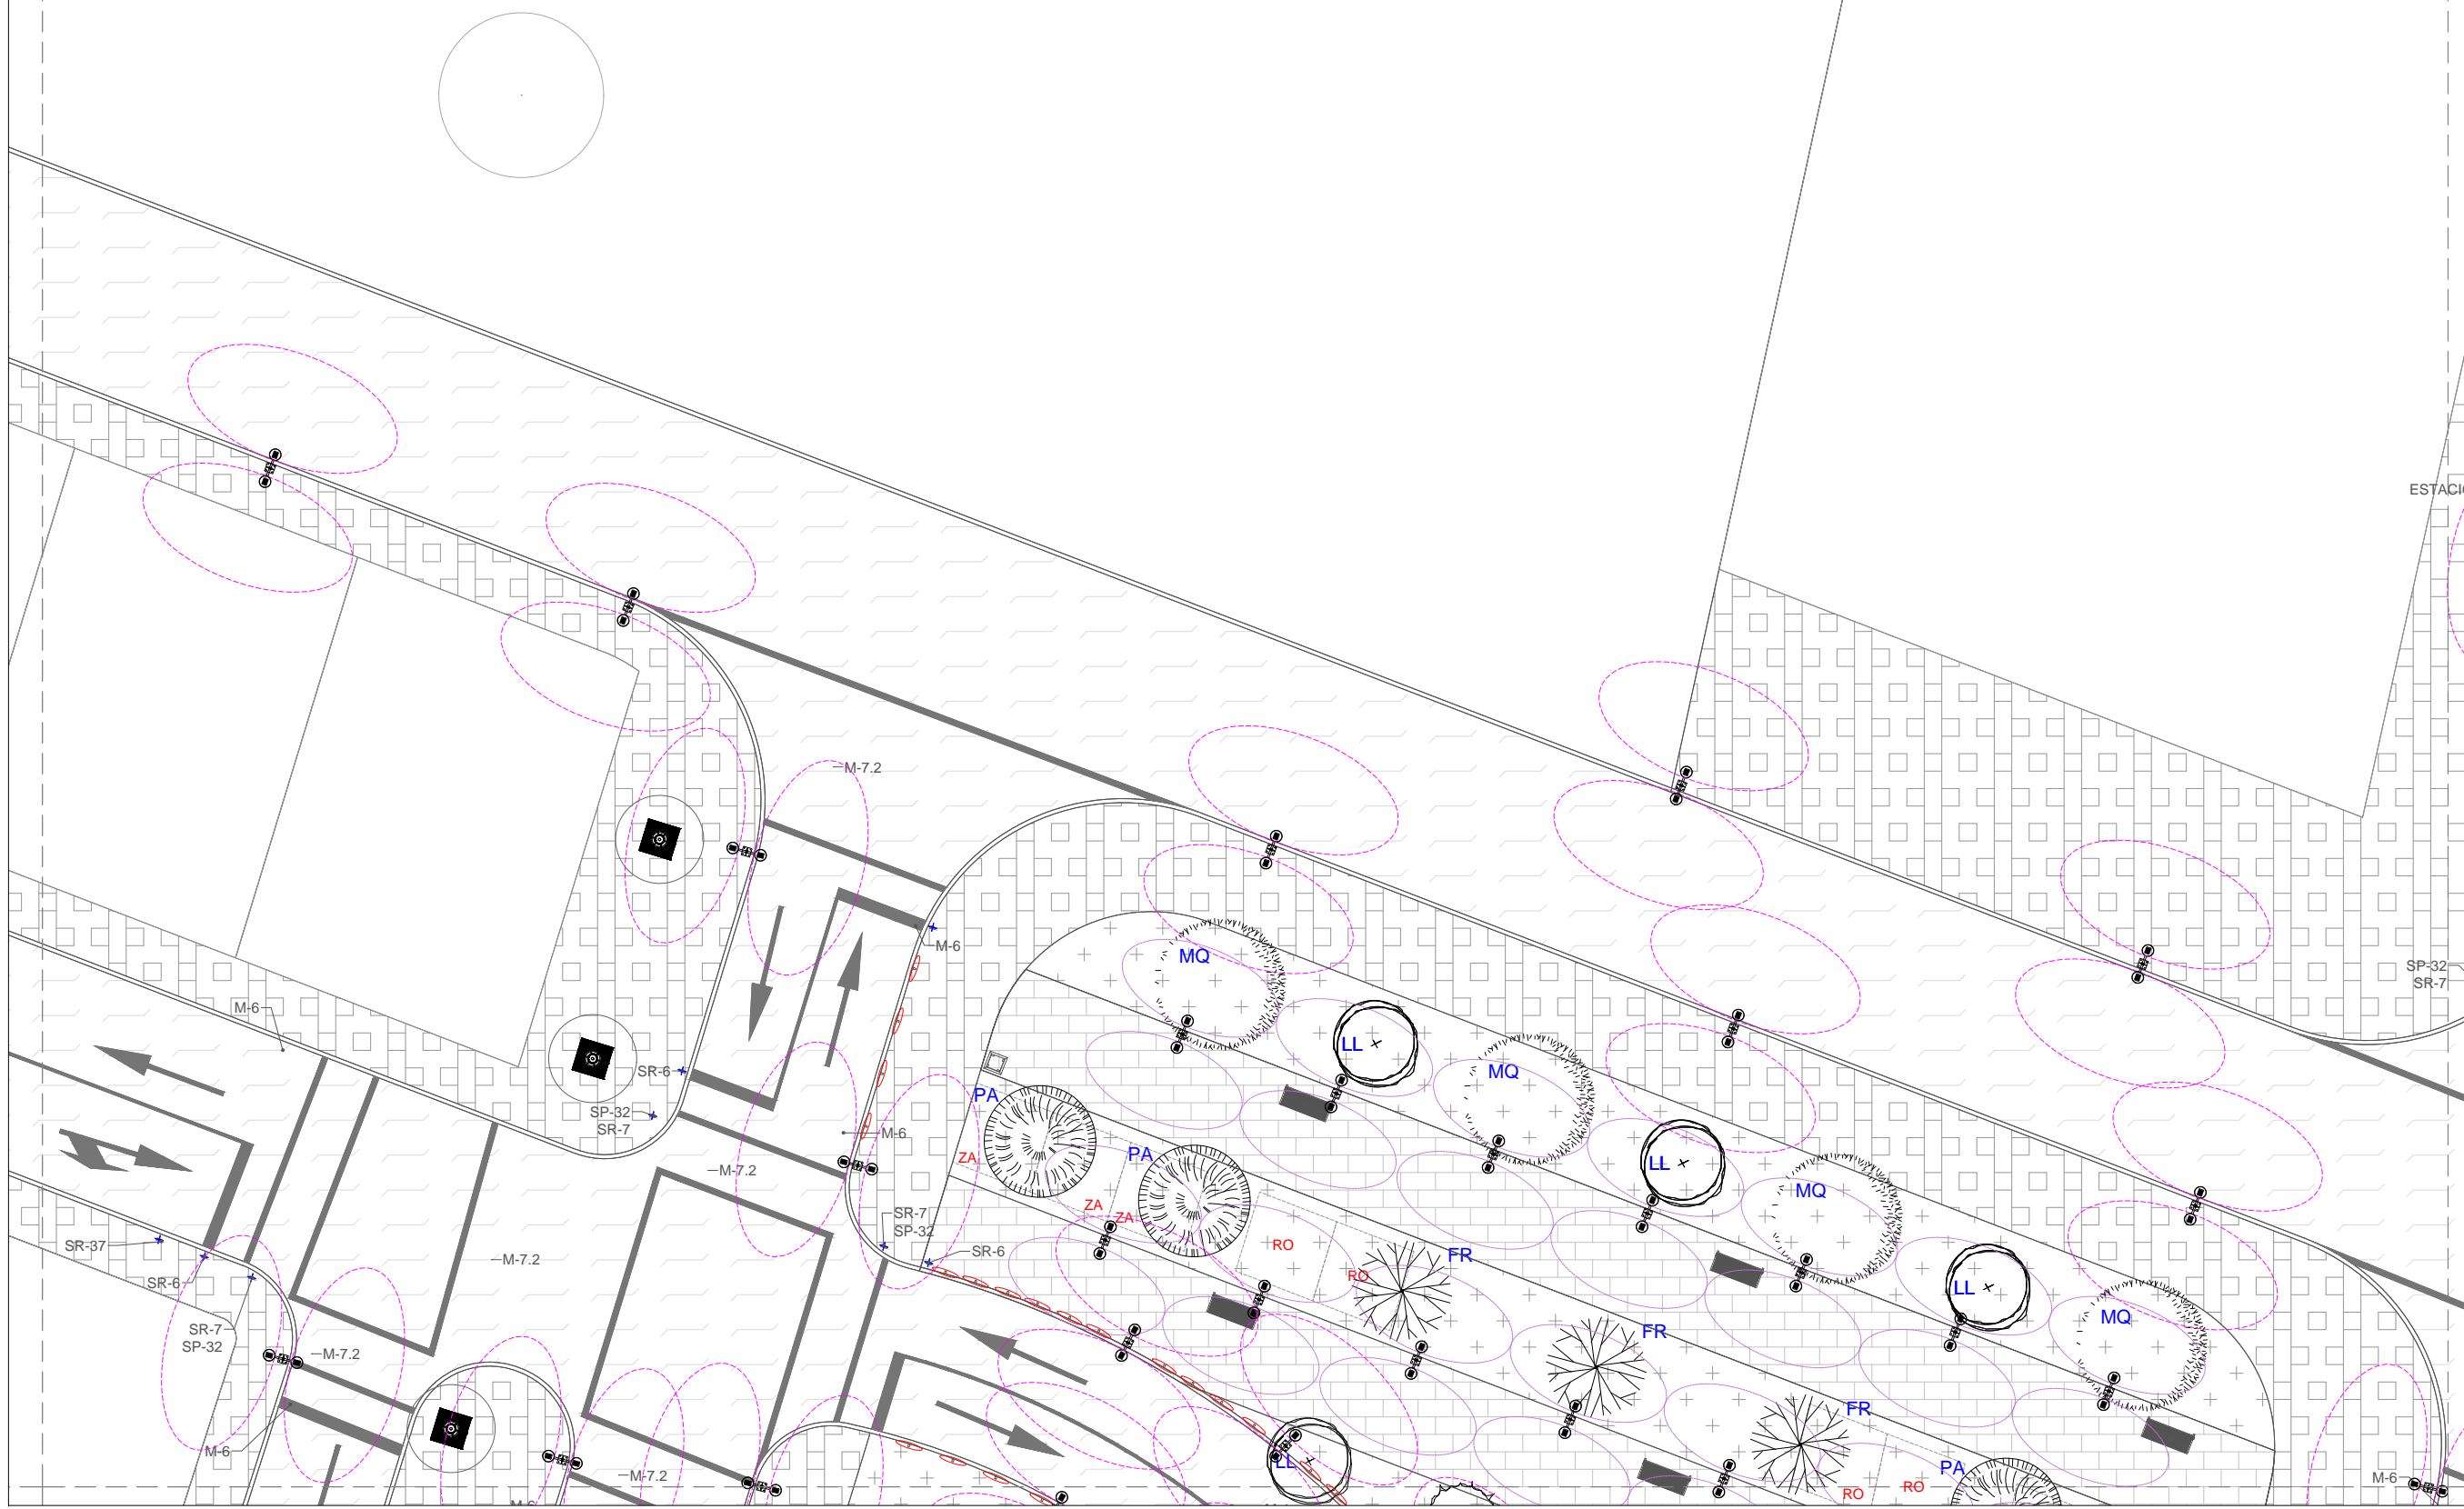 ESTACI
M-7.2
M-6
MQ
SP-32
SR-7
M-6
LL
MQ
SR-6
PA
SP-32
SR-7
M-6
PA
ZA
LL
M-7.2
MQ
ZA
ZA
SR-7
SP-32
SR-37
RO
SR-6
FR
M-7.2
RO
SR-6
LL
MQ
SR-7
SP-32
FR
M-7.2
FR
M-6
LL
PA
M-7.2
M-6
RO
RO